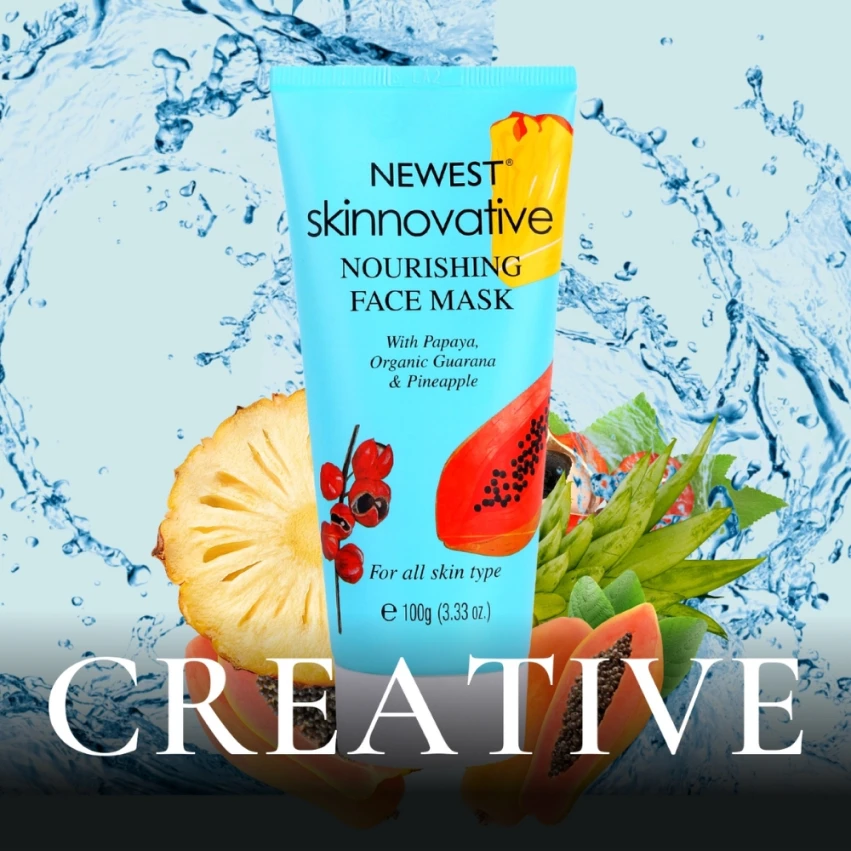 NEWEST®
skinnovative
NOURISHING
FACE MASK
With Papaya,
Organic Guarana
& Pineapple
For all skin type
℮ 100g (3.33 oz.)
CREATIVE